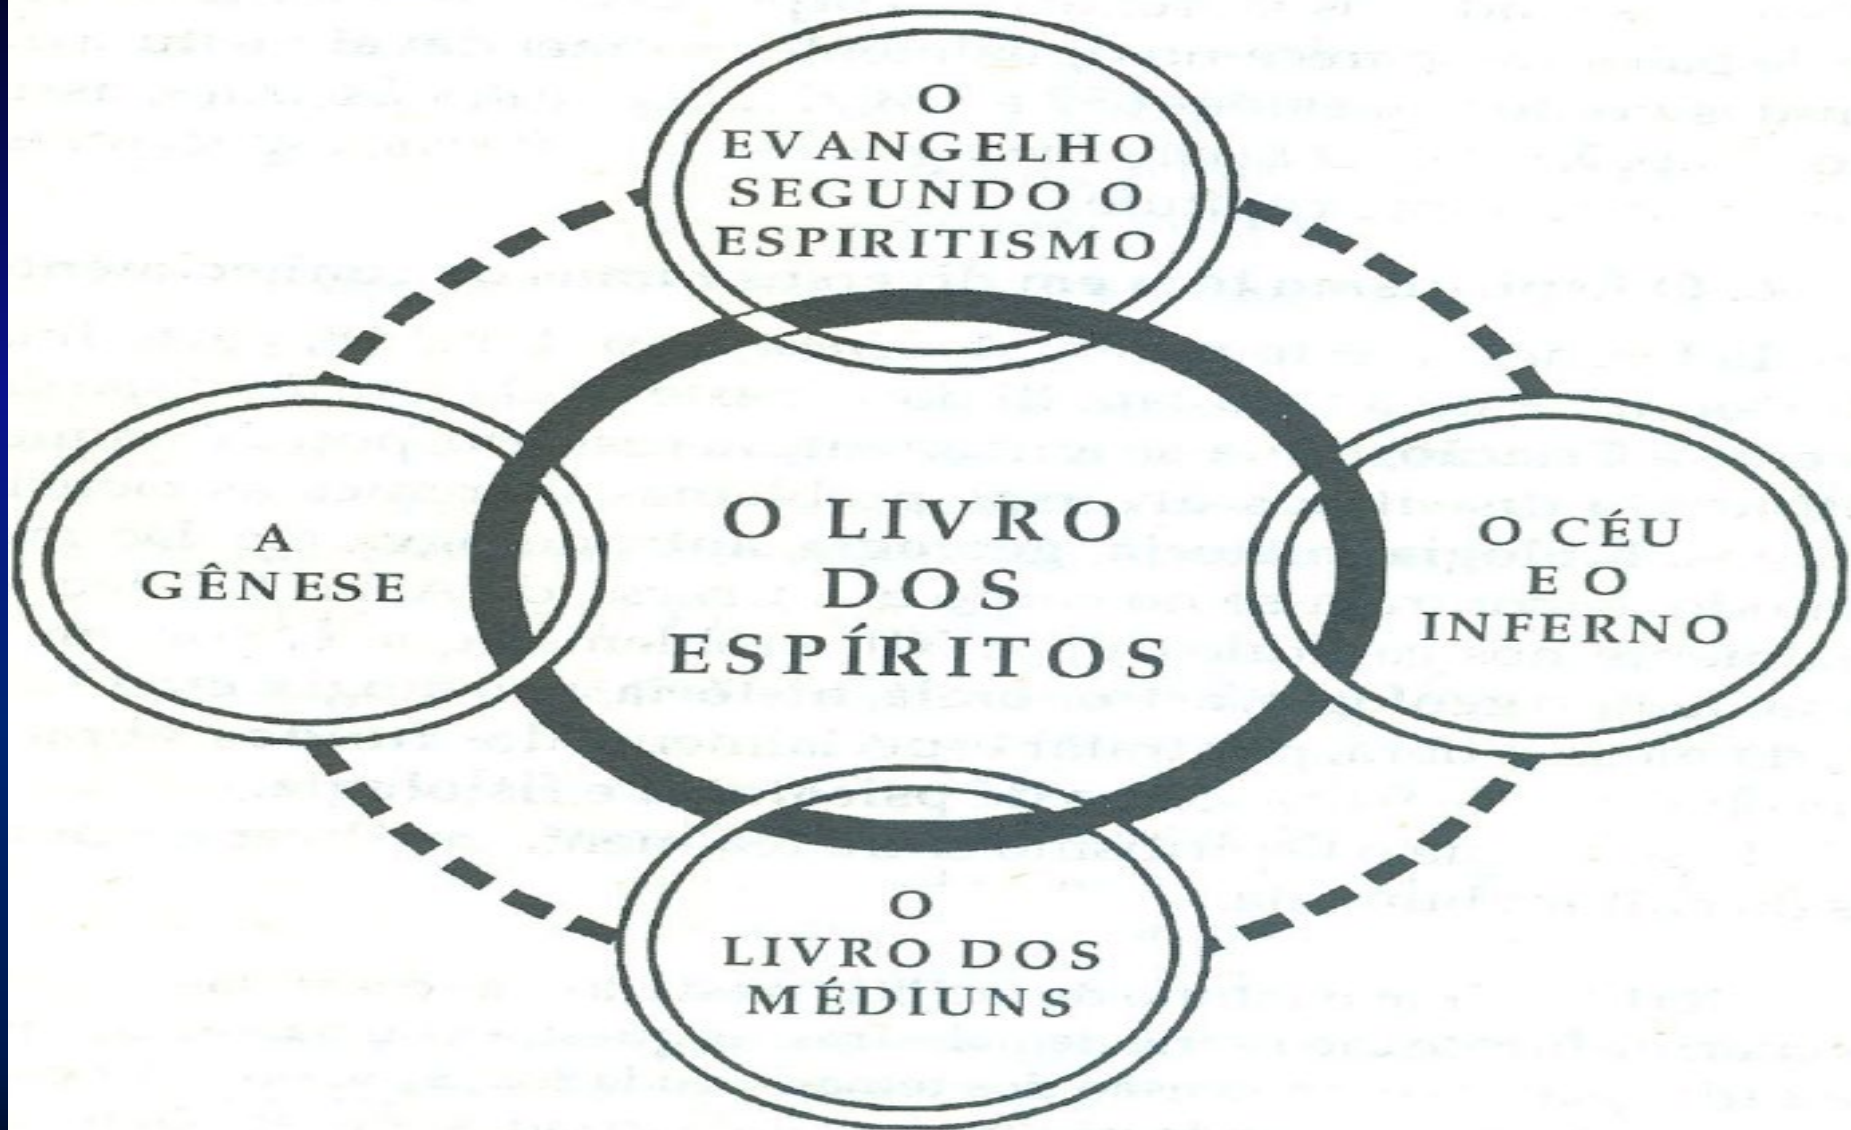 O
EVANGELHO
SEGUNDO O
ESPIRITISMO
A
GÊNESE
O LIVRO
DOS
ESPÍRITOS
O CÉU
E O
INFERNO
O
LIVRO DOS
MÉDIUNS